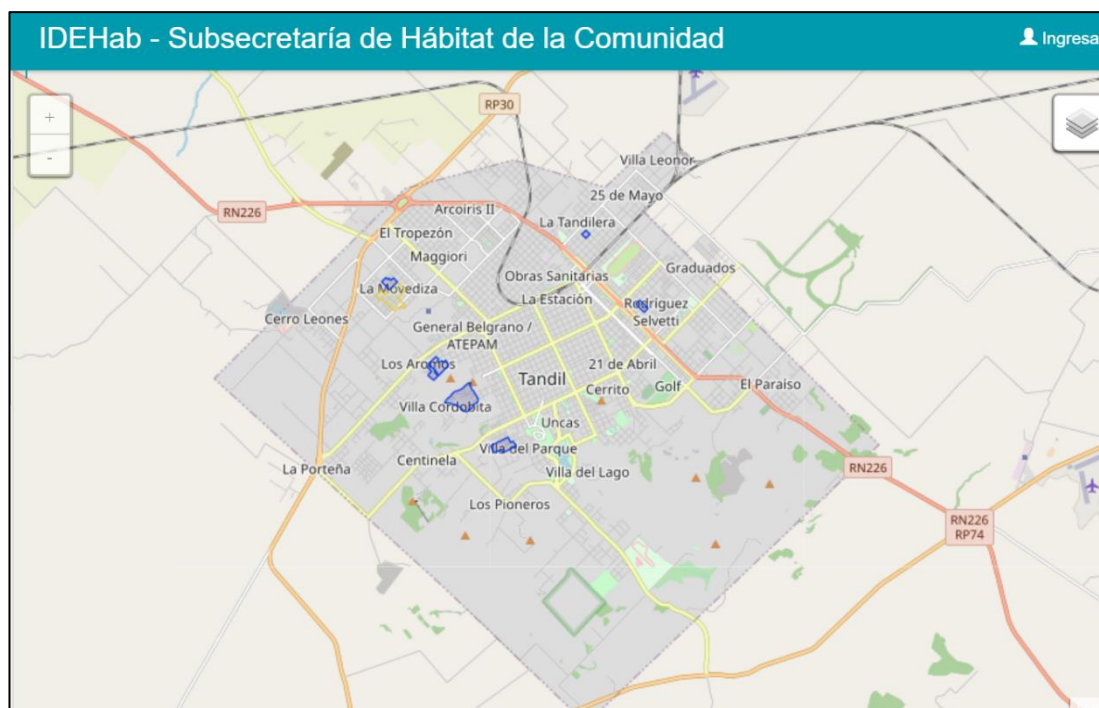 IDEHab - Subsecretaría de Hábitat de la Comunidad
Ingresa
+
-
RP30
Villa Leonor
25 de Mayo
RN226
Arcoiris II
La Tandilera
El Tropezón
Maggiori
Graduados
Obras Sanitarias
La Movediza
La Estación
Rodríguez
Selvetti
Cerro Leones
General Belgrano /
ATEPAM
Los Aromos
21 de Abril
Tandil
Cerrito
Golf
El Paraíso
Villa Cordobita
Uncas
Villa del Parque
Centinela
La Porteña
Villa del Lago
RN226
Los Pioneros
RN226
RP74